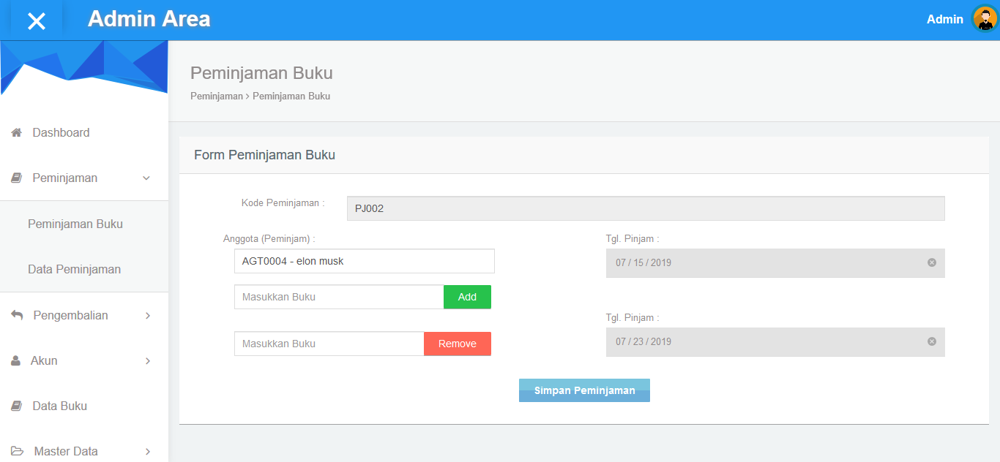 Admin Area
Admin
Peminjaman Buku
Peminjaman > Peminjaman Buku
Dashboard
Peminjaman
Peminjaman Buku
Data Peminjaman
Pengembalian
Akun
Data Buku
Master Data
Form Peminjaman Buku
Kode Peminjaman :
PJ002
Anggota (Peminjam) :
AGT0004 - elon musk
Masukkan Buku
Add
Masukkan Buku
Remove
Tgl. Pinjam :
07 / 15 / 2019
Tgl. Pinjam :
07 / 23 / 2019
Simpan Peminjaman